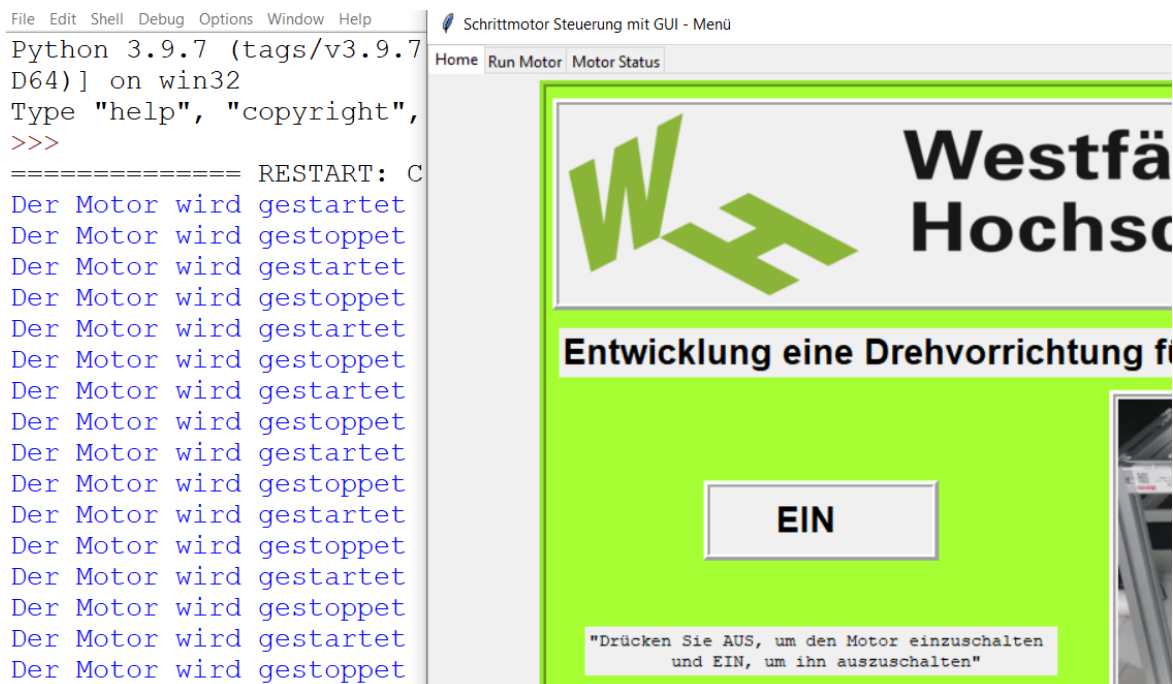 File Edit Shell Debug Options Window Help
Python 3.9.7 (tags/v3.9.7
D64)] on win32
Type "help", "copyright",
>>>
============== RESTART: C
Der Motor wird gestartet
Der Motor wird gestoppet
Der Motor wird gestartet
Der Motor wird gestoppet
Der Motor wird gestartet
Der Motor wird gestoppet
Der Motor wird gestartet
Der Motor wird gestoppet
Der Motor wird gestartet
Der Motor wird gestoppet
Der Motor wird gestartet
Der Motor wird gestoppet
Der Motor wird gestartet
Der Motor wird gestoppet
Der Motor wird gestartet
Der Motor wird gestoppet
Schrittmotor Steuerung mit GUI - Menü
Home Run Motor Motor Status
WH
Westfä
Hochsc
Entwicklung eine Drehvorrichtung fü
EIN
"Drücken Sie AUS, um den Motor einzuschalten
und EIN, um ihn auszuschalten"